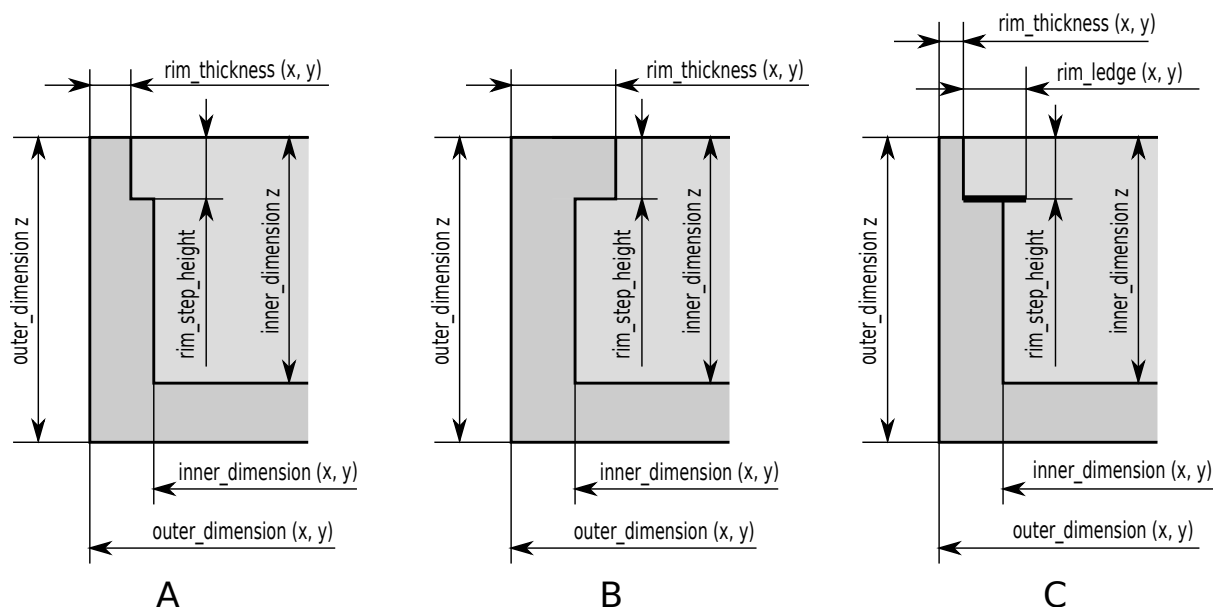 rim_thickness (x, y)
outer_dimension z
rim_step_height
inner_dimension z
inner_dimension (x, y)
outer_dimension (x, y)
A
rim_thickness (x, y)
outer_dimension z
rim_step_height
inner_dimension z
inner_dimension (x, y)
outer_dimension (x, y)
B
rim_thickness (x, y)
rim_ledge (x, y)
outer_dimension z
rim_step_height
inner_dimension z
inner_dimension (x, y)
outer_dimension (x, y)
C